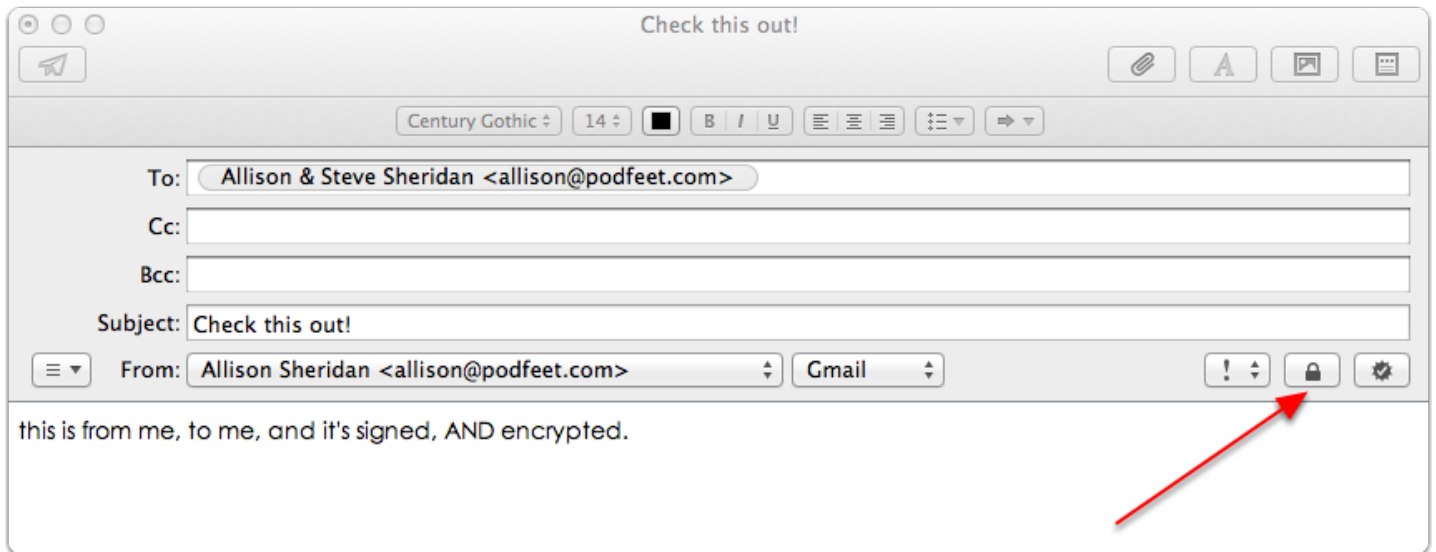 Check this out!
A
Century Gothic 14 B I U
To: Allison & Steve Sheridan <allison@podfeet.com>
Cc:
Bcc:
Subject: Check this out!
From: Allison Sheridan <allison@podfeet.com> Gmail !
this is from me, to me, and it's signed, AND encrypted.